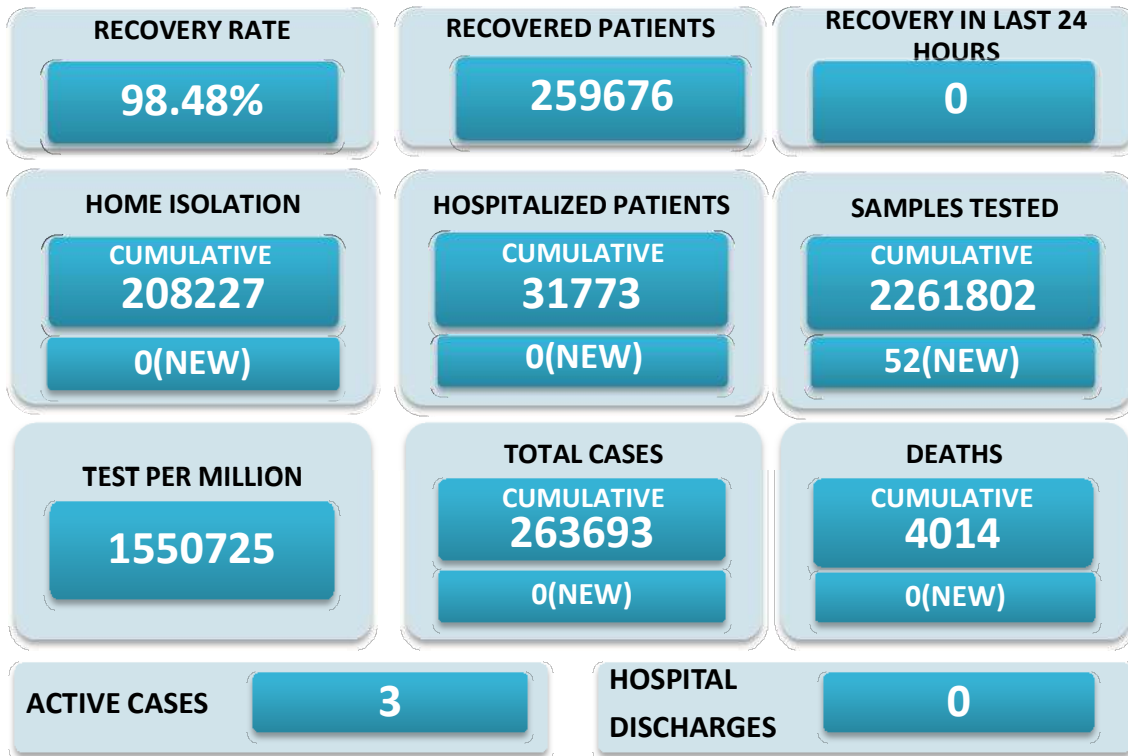 RECOVERY RATE
98.48%
RECOVERED PATIENTS
259676
RECOVERY IN LAST 24
HOURS
0
HOME ISOLATION
CUMULATIVE
208227
0(NEW)
HOSPITALIZED PATIENTS
CUMULATIVE
31773
0(NEW)
SAMPLES TESTED
CUMULATIVE
2261802
52(NEW)
TEST PER MILLION
1550725
TOTAL CASES
CUMULATIVE
263693
0(NEW)
DEATHS
CUMULATIVE
4014
0(NEW)
ACTIVE CASES
3
HOSPITAL
DISCHARGES
0